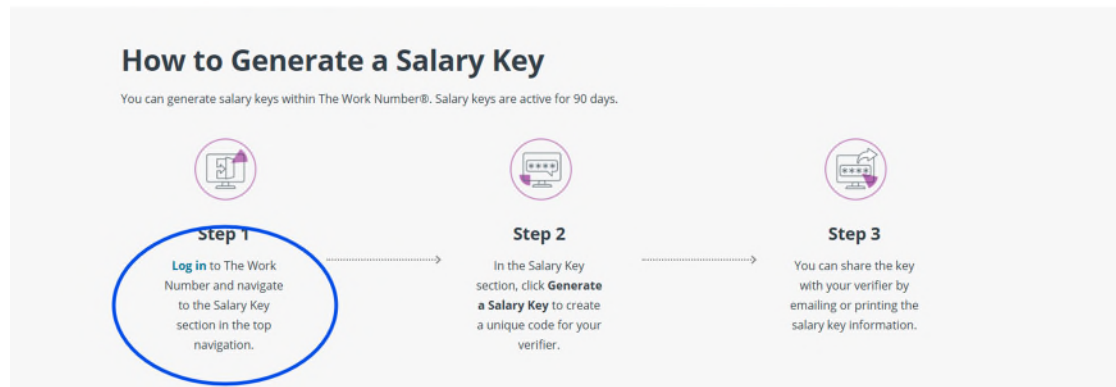 How to Generate a Salary Key
You can generate salary keys within The Work Number®. Salary keys are active for 90 days.
Step 1
Log in to The Work
Number and navigate
to the Salary Key
section in the top
navigation.
Step 2
In the Salary Key
section, click Generate
a Salary Key to create
a unique code for your
verifier.
Step 3
You can share the key
with your verifier by
emailing or printing the
salary key information.